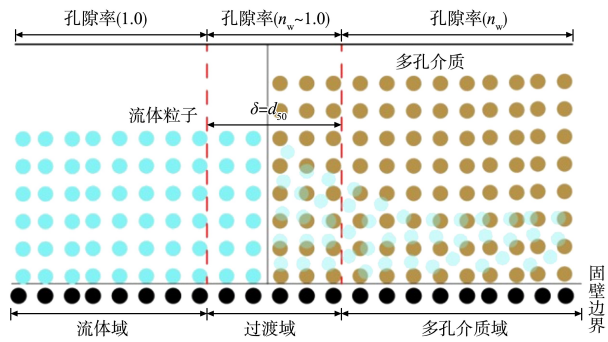 孔隙率(1.0)
孔隙率(nw~1.0)
孔隙率(nw)
多孔介质
流体粒子
δ=d50
固壁边界
流体域
过渡域
多孔介质域